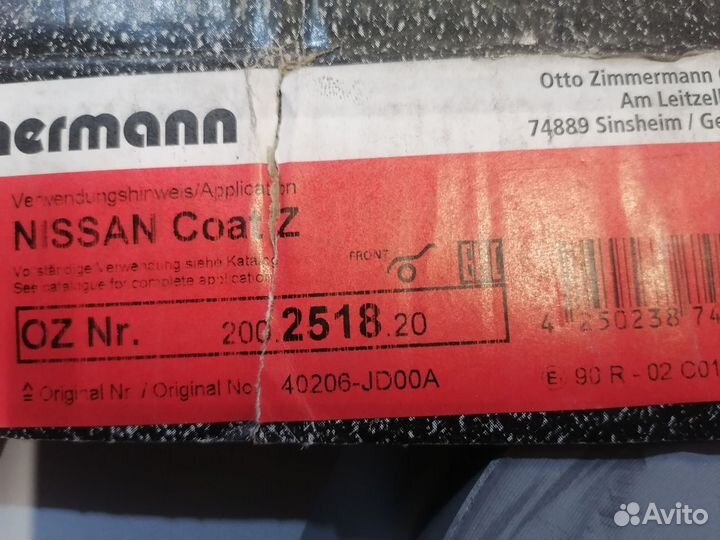 ermann
Otto Zimmermann
Am Leitzel
74889 Sinsheim / Ge
Verwendungshinweis/Application
NISSAN Coat Z
Vollständige Verwendung siehe Katalog
See catalogue for complete application
FRONT
OZ Nr. 200.2518.20
4 250238 74
≙ Original Nr. / Original No. 40206-JD00A
E 90 R - 02 C01
Avito